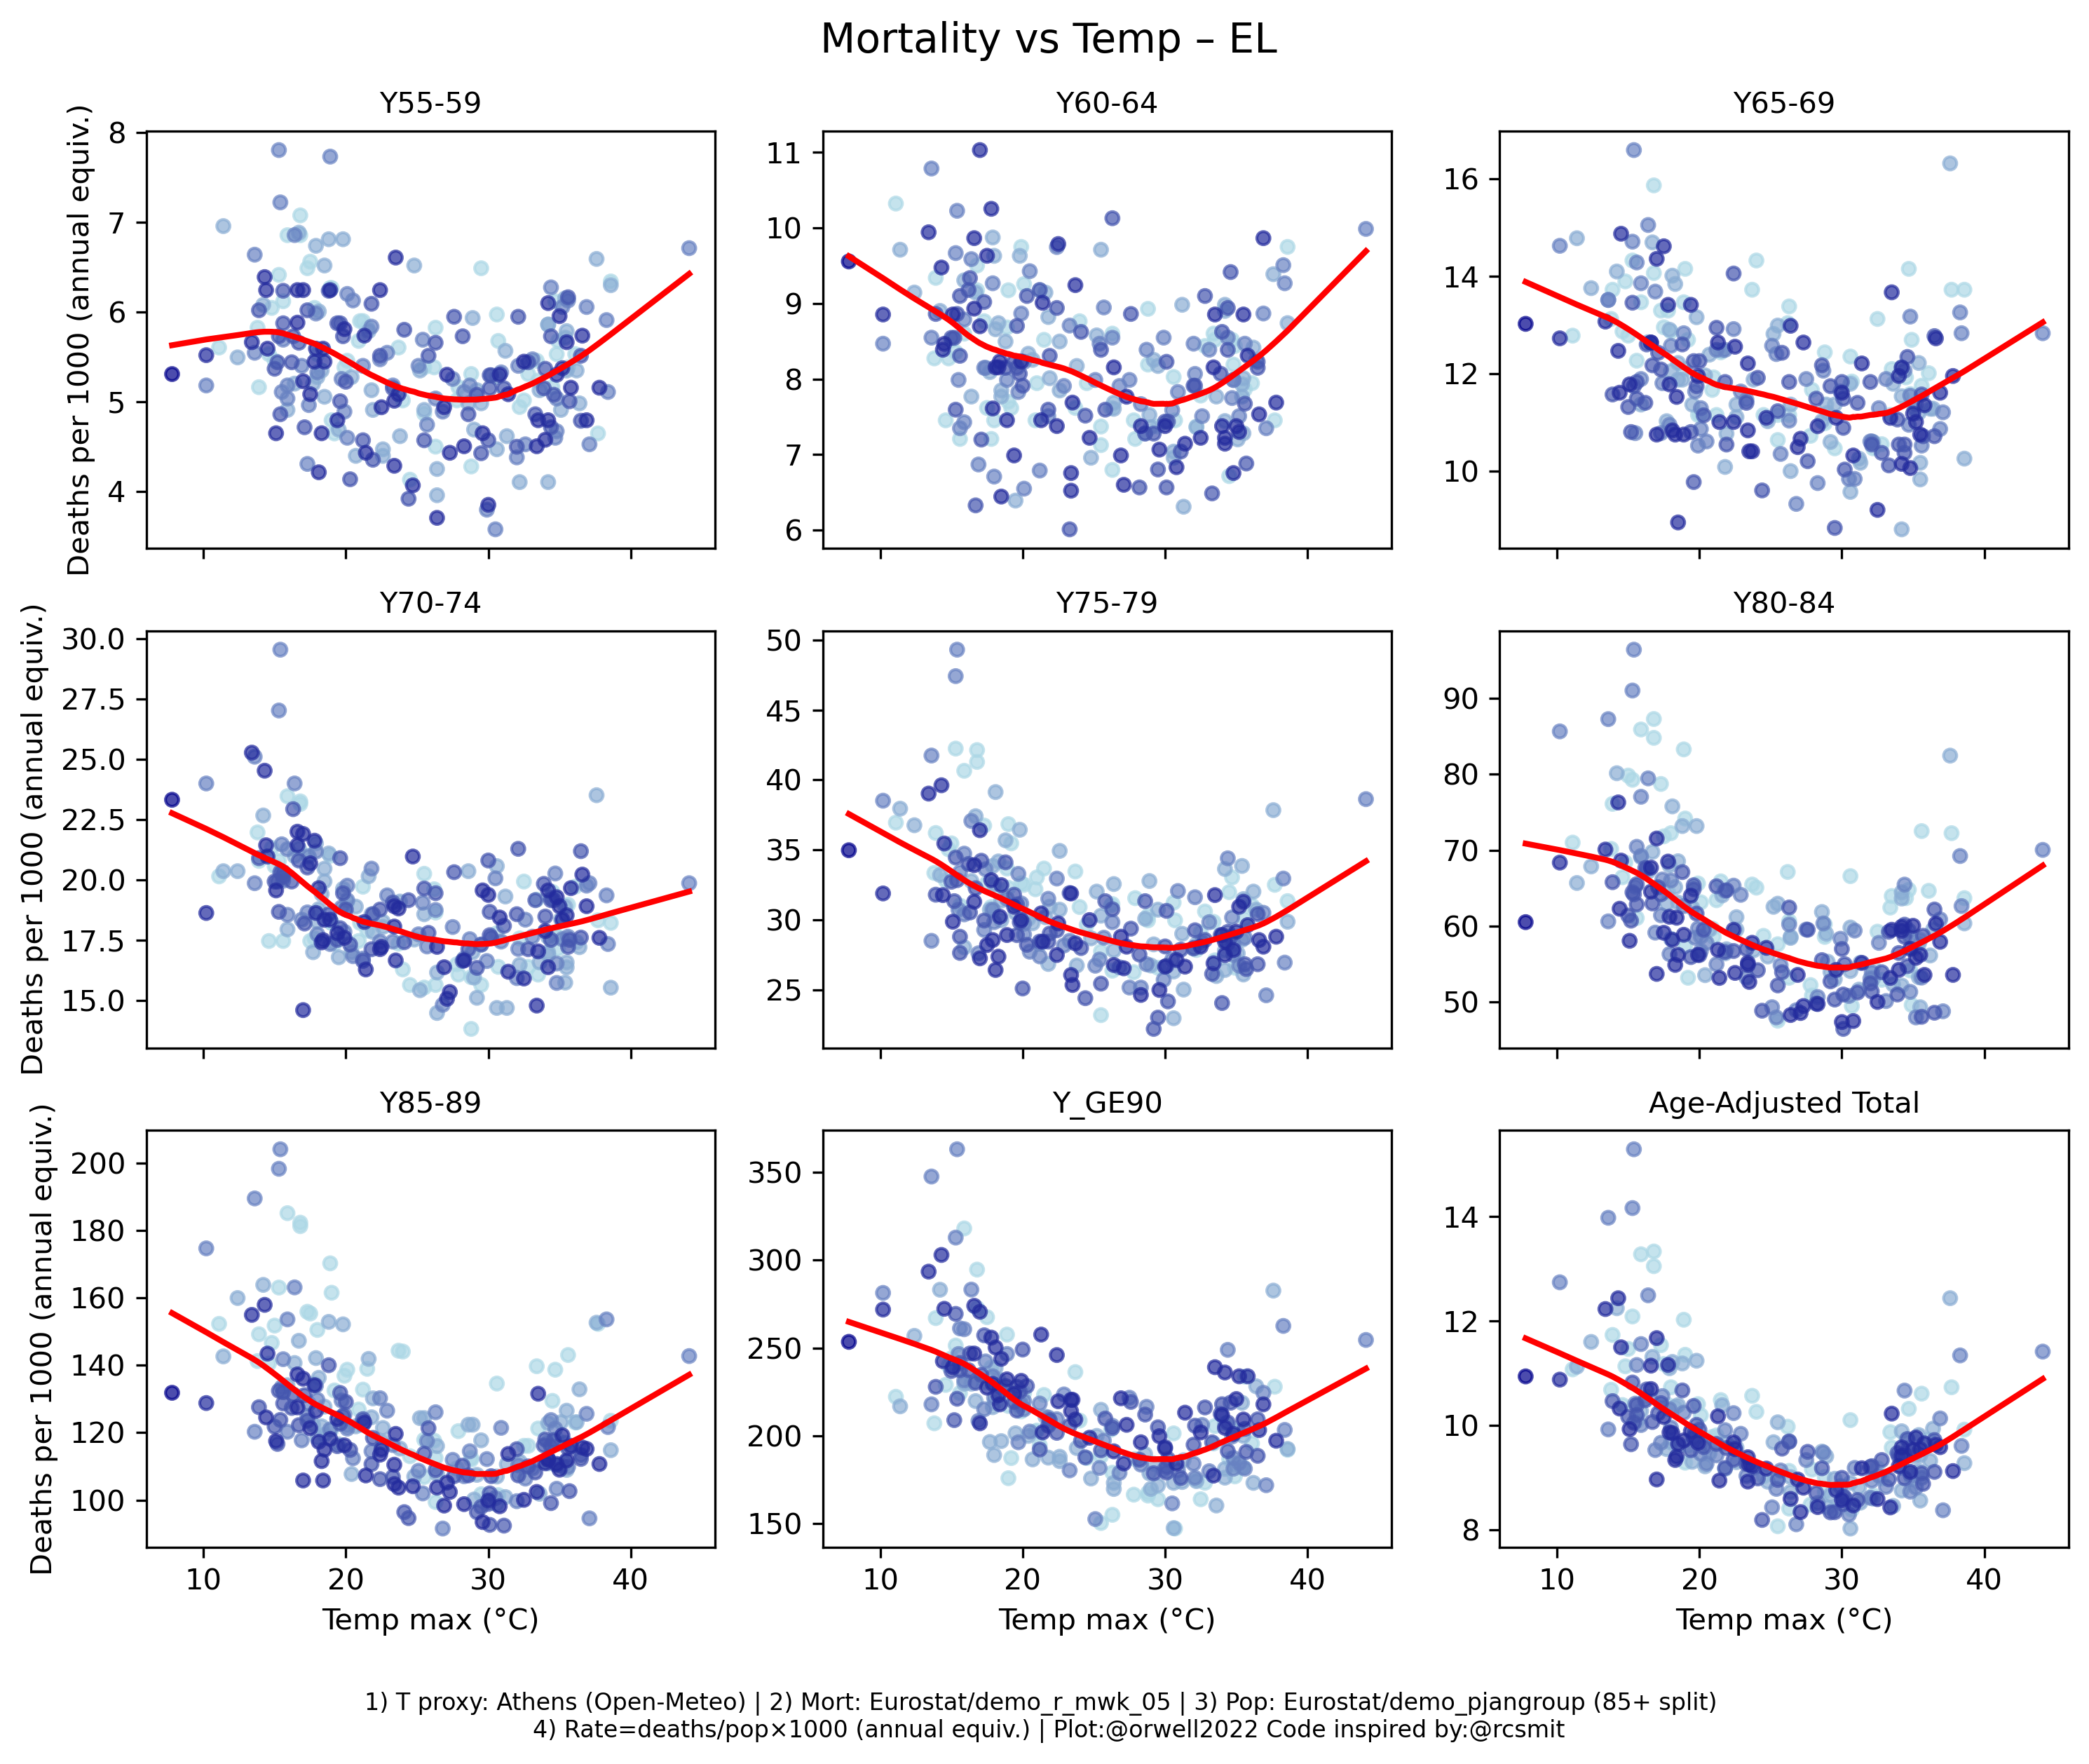 Mortality vs Temp – EL
Y55-59
Y60-64
Y65-69
Deaths per 1000 (annual equiv.)
8
7
6
5
4
11
10
9
8
7
6
16
14
12
10
Y70-74
Y75-79
Y80-84
Deaths per 1000 (annual equiv.)
30.0
27.5
25.0
22.5
20.0
17.5
15.0
50
45
40
35
30
25
90
80
70
60
50
Y85-89
Y_GE90
Age-Adjusted Total
Deaths per 1000 (annual equiv.)
200
180
160
140
120
100
350
300
250
200
150
14
12
10
8
10 20 30 40
10 20 30 40
10 20 30 40
Temp max (°C)
Temp max (°C)
Temp max (°C)
1) T proxy: Athens (Open-Meteo) | 2) Mort: Eurostat/demo_r_mwk_05 | 3) Pop: Eurostat/demo_pjangroup (85+ split)
4) Rate=deaths/pop×1000 (annual equiv.) | Plot:@orwell2022 Code inspired by:@rcsmit